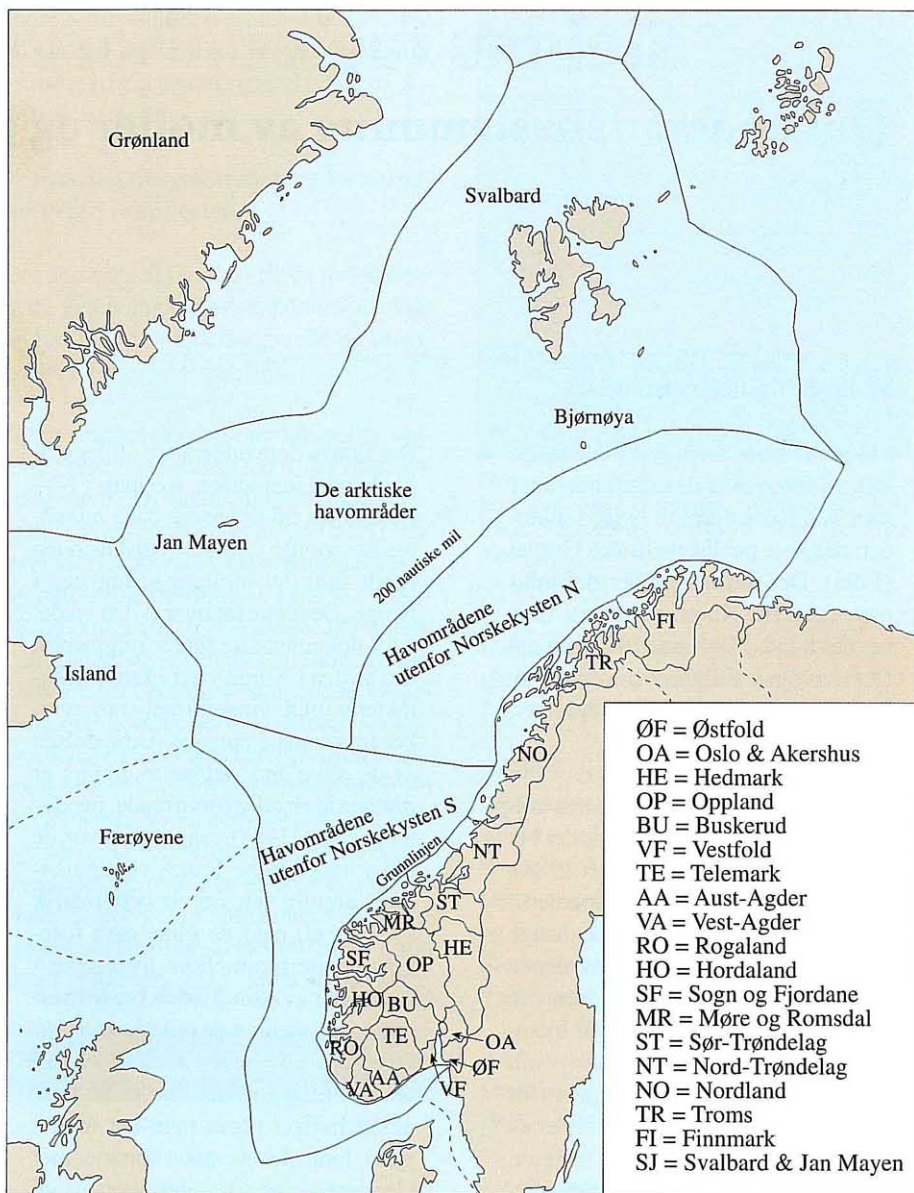 Grønland
Svalbard
Bjørnøya
De arktiske
havområder
Jan Mayen
200 nautiske mil
Havområdene
utenfor Norskekysten N
Island
FI
TR
NO
Færøyene
Havområdene
utenfor Norskekysten S
Grunnlinjen
NT
ST
MR
HE
SF
OP
HO
BU
TE
RO
OA
ØF
AA
VA
VF
ØF = Østfold
OA = Oslo & Akershus
HE = Hedmark
OP = Oppland
BU = Buskerud
VF = Vestfold
TE = Telemark
AA = Aust-Agder
VA = Vest-Agder
RO = Rogaland
HO = Hordaland
SF = Sogn og Fjordane
MR = Møre og Romsdal
ST = Sør-Trøndelag
NT = Nord-Trøndelag
NO = Nordland
TR = Troms
FI = Finnmark
SJ = Svalbard & Jan Mayen